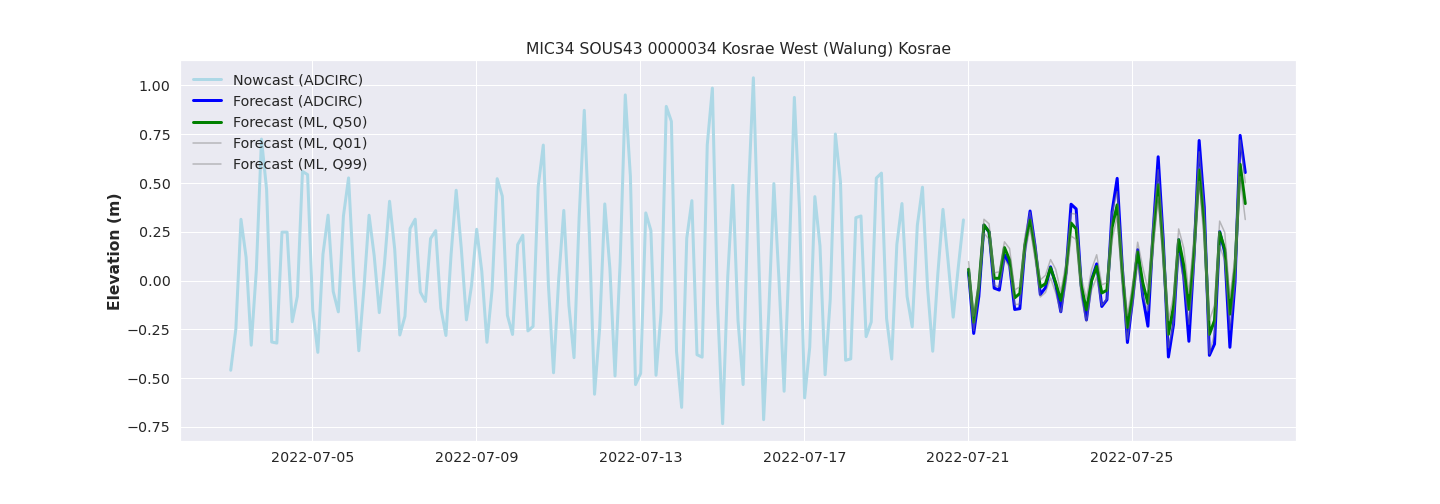 MIC34 SOUS43 0000034 Kosrae West (Walung) Kosrae
Nowcast (ADCIRC)
Forecast (ADCIRC)
Forecast (ML, Q50)
Forecast (ML, Q01)
Forecast (ML, Q99)
Elevation (m)
1.00
0.75
0.50
0.25
0.00
−0.25
−0.50
−0.75
2022-07-05 2022-07-09 2022-07-13 2022-07-17 2022-07-21 2022-07-25